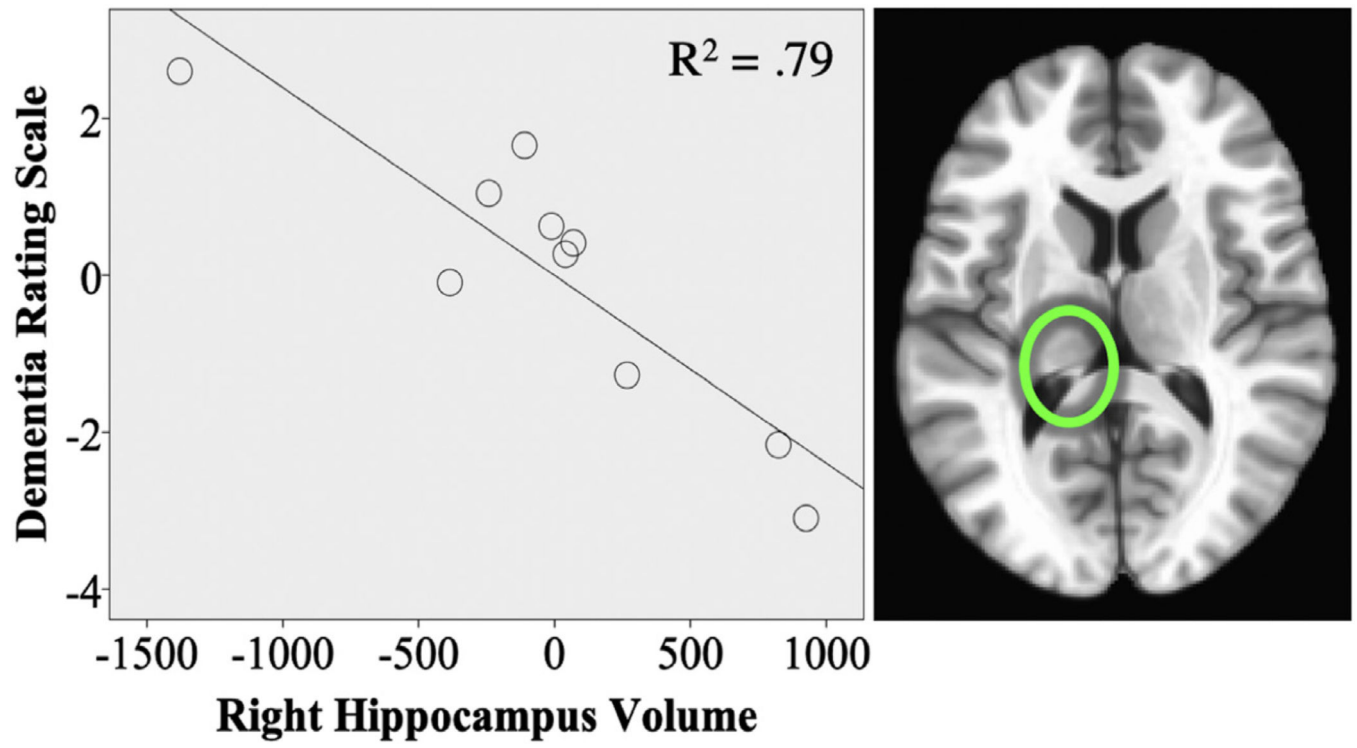 R² = .79
Dementia Rating Scale
2
0
-2
-4
-1500 -1000 -500 0 500 1000
Right Hippocampus Volume